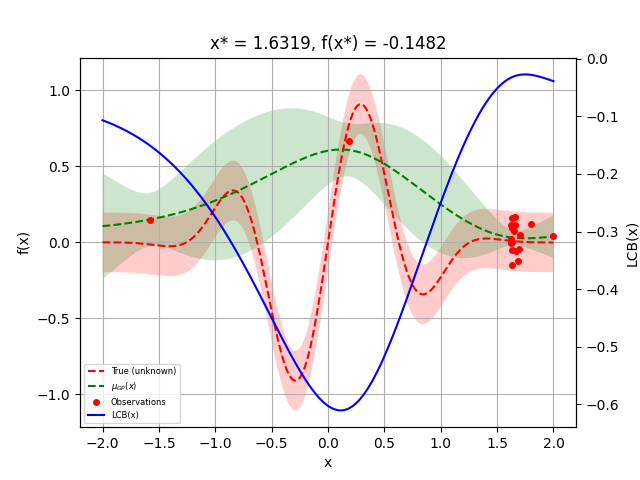 x* = 1.6319, f(x*) = -0.1482
1.0
0.5
0.0
−0.5
−1.0
f(x)
0.0
−0.1
−0.2
−0.3
−0.4
−0.5
−0.6
LCB(x)
True (unknown)
μGP(x)
Observations
LCB(x)
−2.0 −1.5 −1.0 −0.5 0.0 0.5 1.0 1.5 2.0
x